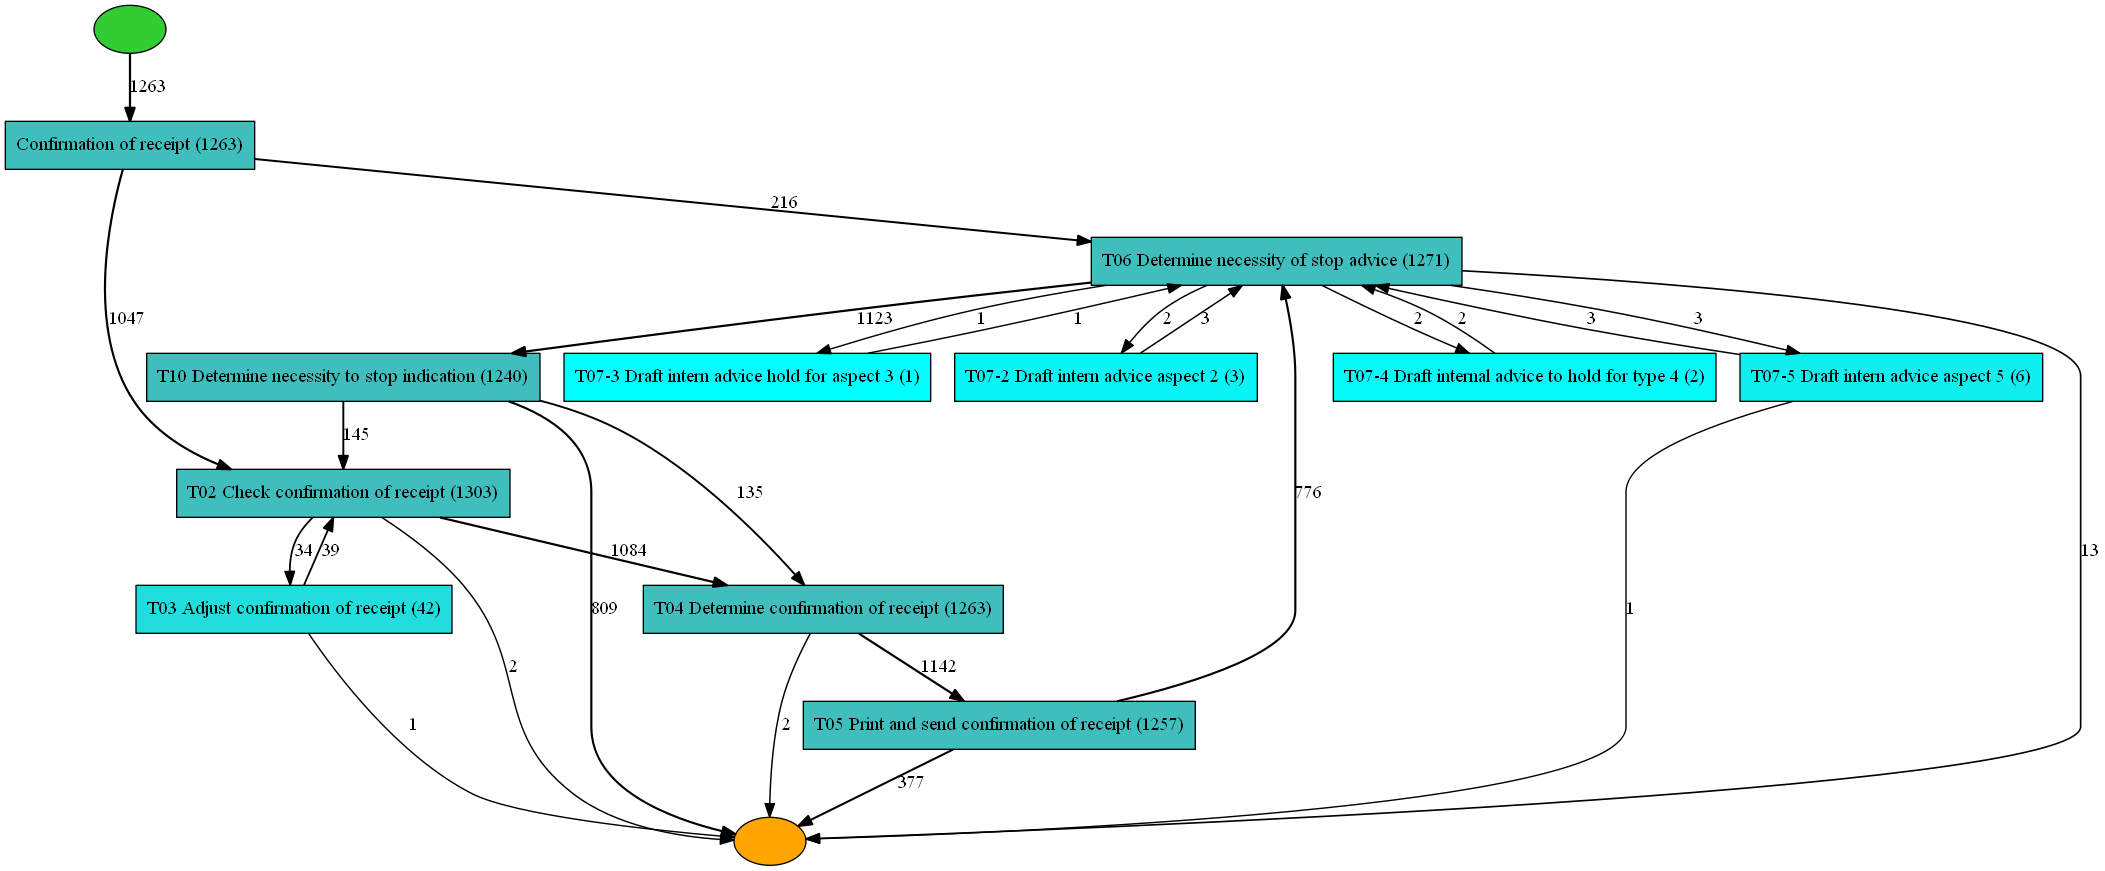 1263
Confirmation of receipt (1263)
216
T06 Determine necessity of stop advice (1271)
1047
1123
1
1
2
3
2
2
3
3
T10 Determine necessity to stop indication (1240)
T07-3 Draft intern advice hold for aspect 3 (1)
T07-2 Draft intern advice aspect 2 (3)
T07-4 Draft internal advice to hold for type 4 (2)
T07-5 Draft intern advice aspect 5 (6)
145
T02 Check confirmation of receipt (1303)
135
776
34
39
1084
13
T03 Adjust confirmation of receipt (42)
809
T04 Determine confirmation of receipt (1263)
1
2
1142
1
2
T05 Print and send confirmation of receipt (1257)
377